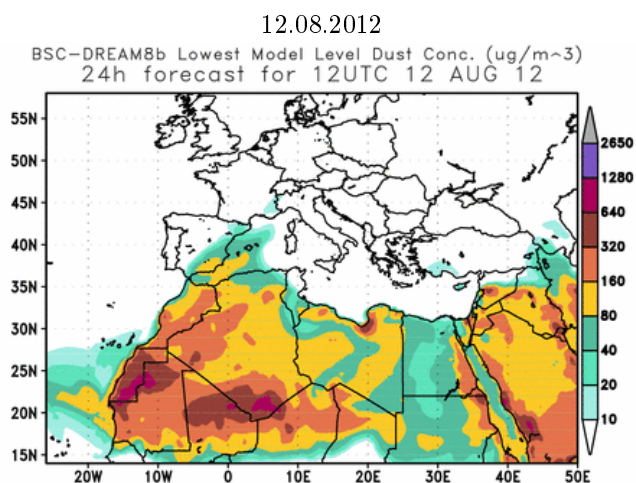 12.08.2012
BSC-DREAM8b Lowest Model Level Dust Conc. (ug/m^3)
24h forecast for 12UTC 12 AUG 12
55N
50N
45N
40N
35N
30N
25N
20N
15N
20W 10W 0 10E 20E 30E 40E 50E
2650
1280
640
320
160
80
40
20
10